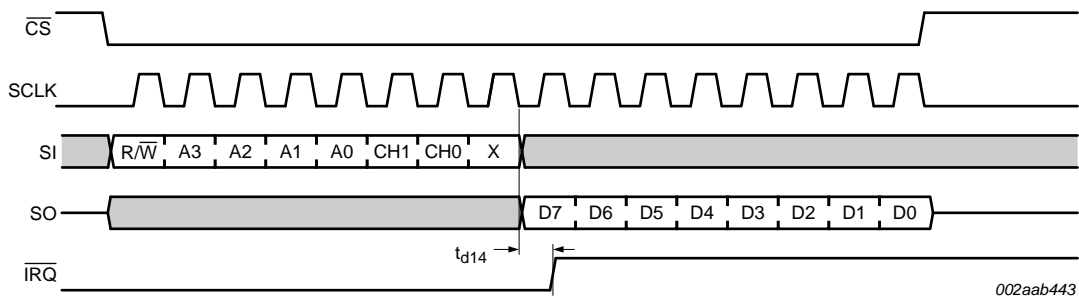 CS
SCLK
SI R/W A3 A2 A1 A0 CH1 CH0 X
SO D7 D6 D5 D4 D3 D2 D1 D0
td14
IRQ
002aab443